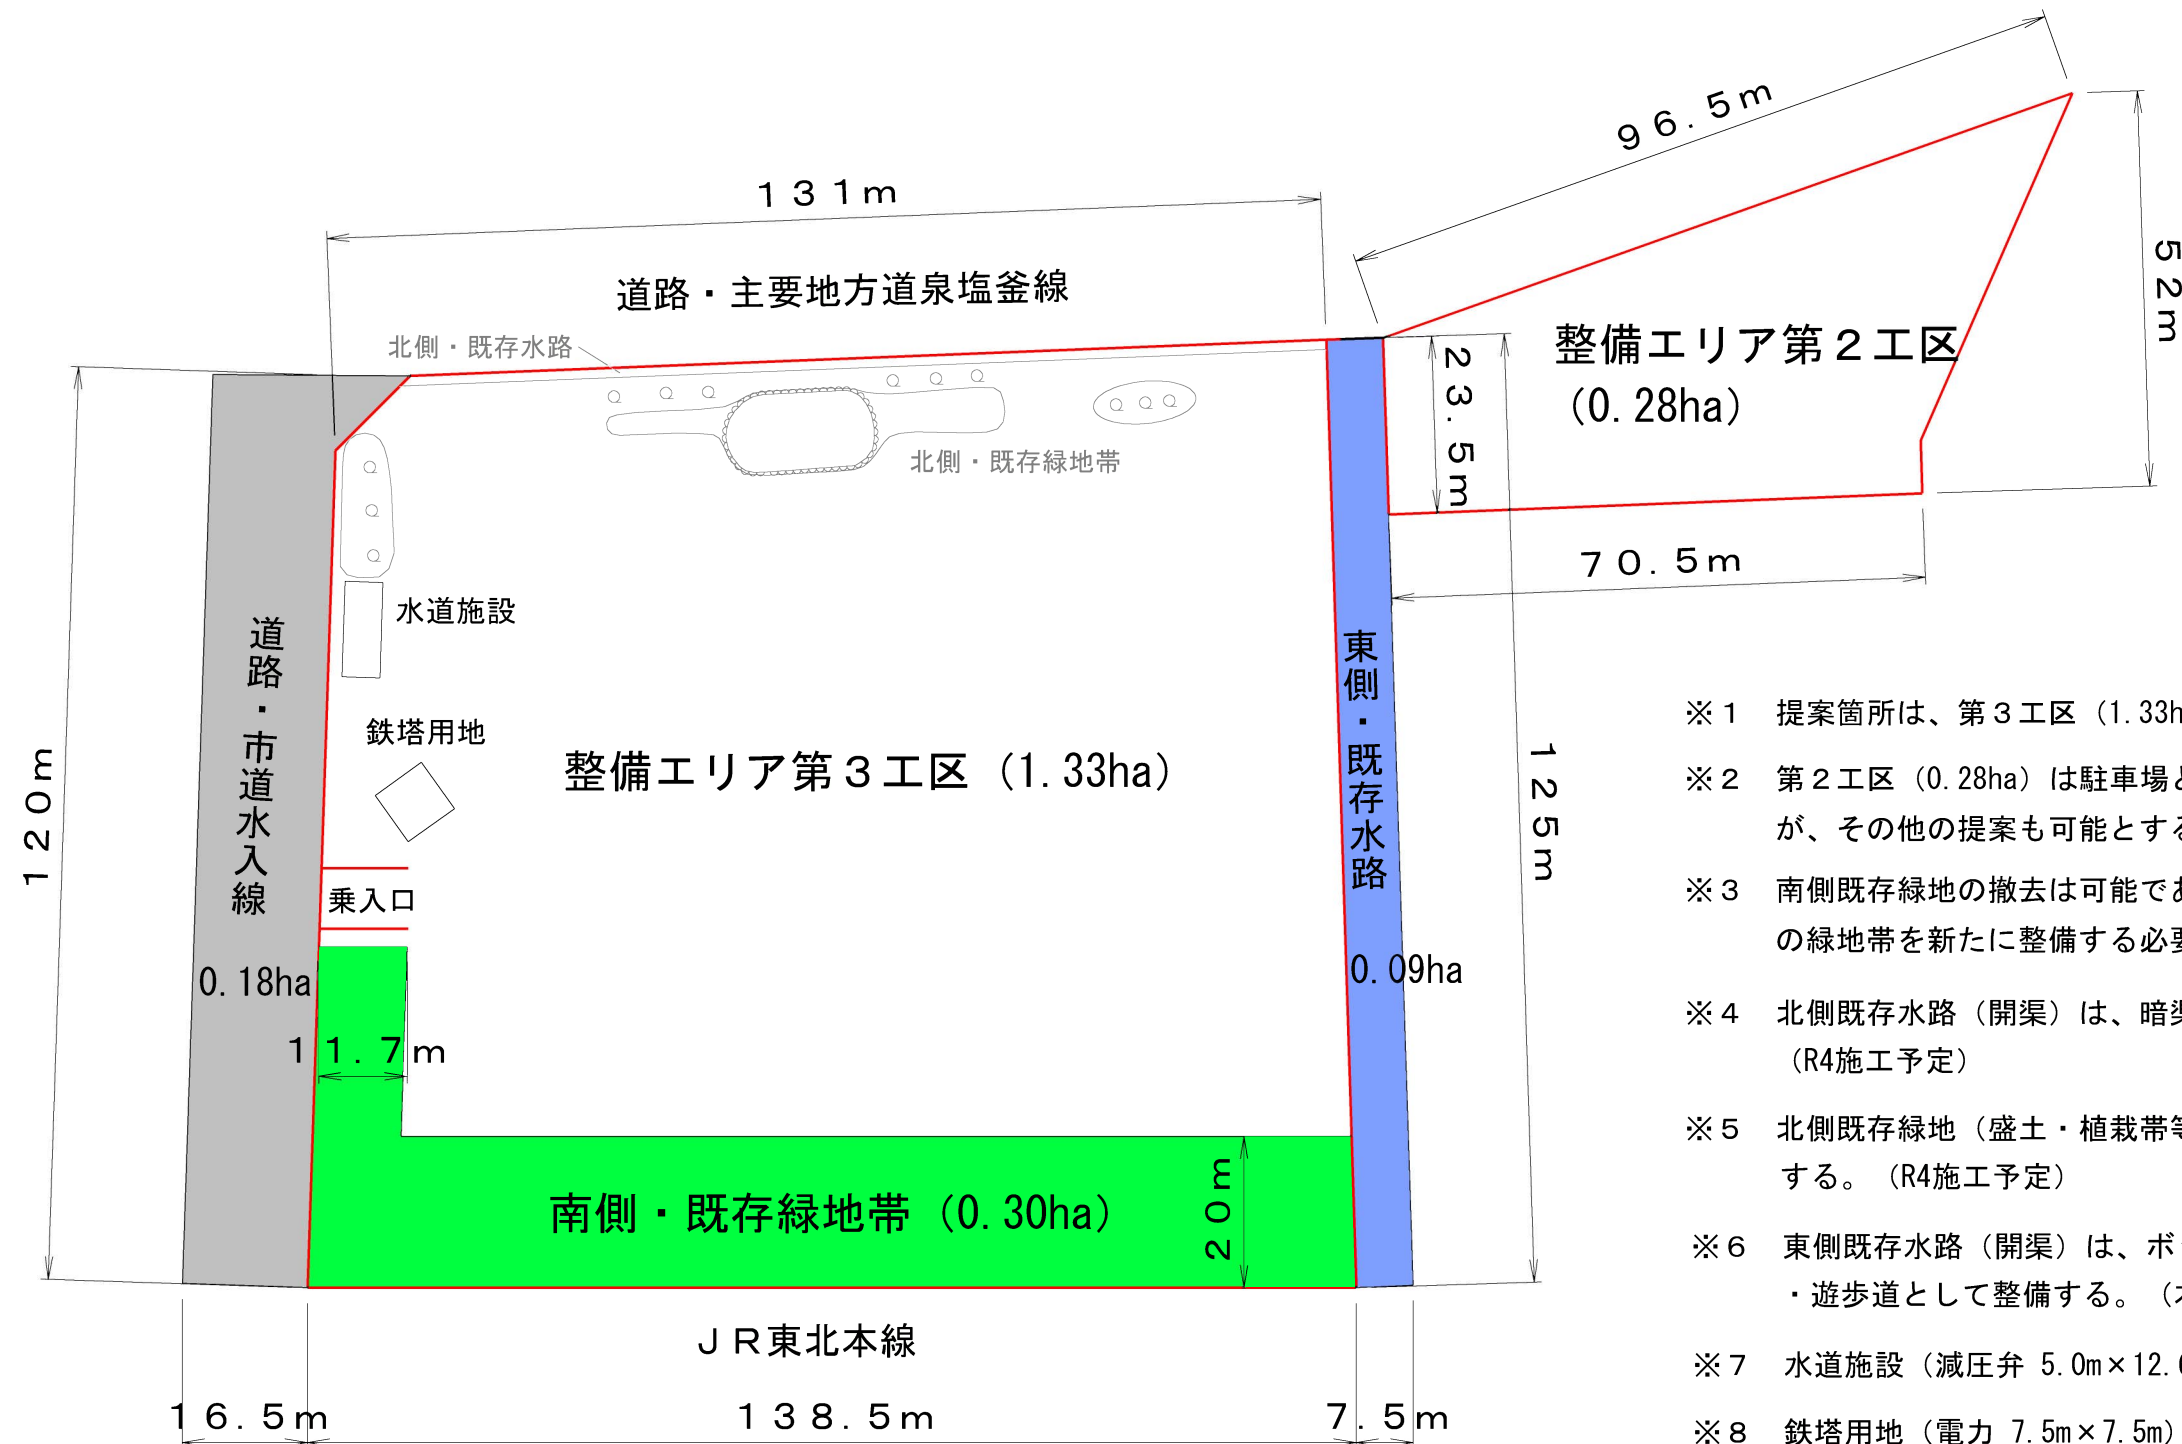 96.5m
131m
52m
道路・主要地方道泉塩釜線
北側・既存水路
整備エリア第2工区
(0.28ha)
23.5m
北側・既存緑地帯
70.5m
水道施設
道路・市道水入線
東側・既存水路
鉄塔用地
整備エリア第3工区(1.33ha)
120m
125m
乗入口
0.18ha
0.09ha
11.7m
南側・既存緑地帯(0.30ha)
20m
JR東北本線
16.5m
138.5m
7.5m
※1 提案箇所は、第3工区(1.33h
※2 第2工区(0.28ha)は駐車場と
が、その他の提案も可能とする
※3 南側既存緑地の撤去は可能であ
の緑地帯を新たに整備する必要
※4 北側既存水路(開渠)は、暗渠
(R4施工予定)
※5 北側既存緑地(盛土・植栽帯等
する。(R4施工予定)
※6 東側既存水路(開渠)は、ボ
・遊歩道として整備する。(
※7 水道施設(減圧弁 5.0m×12.
※8 鉄塔用地(電力 7.5m×7.5m)